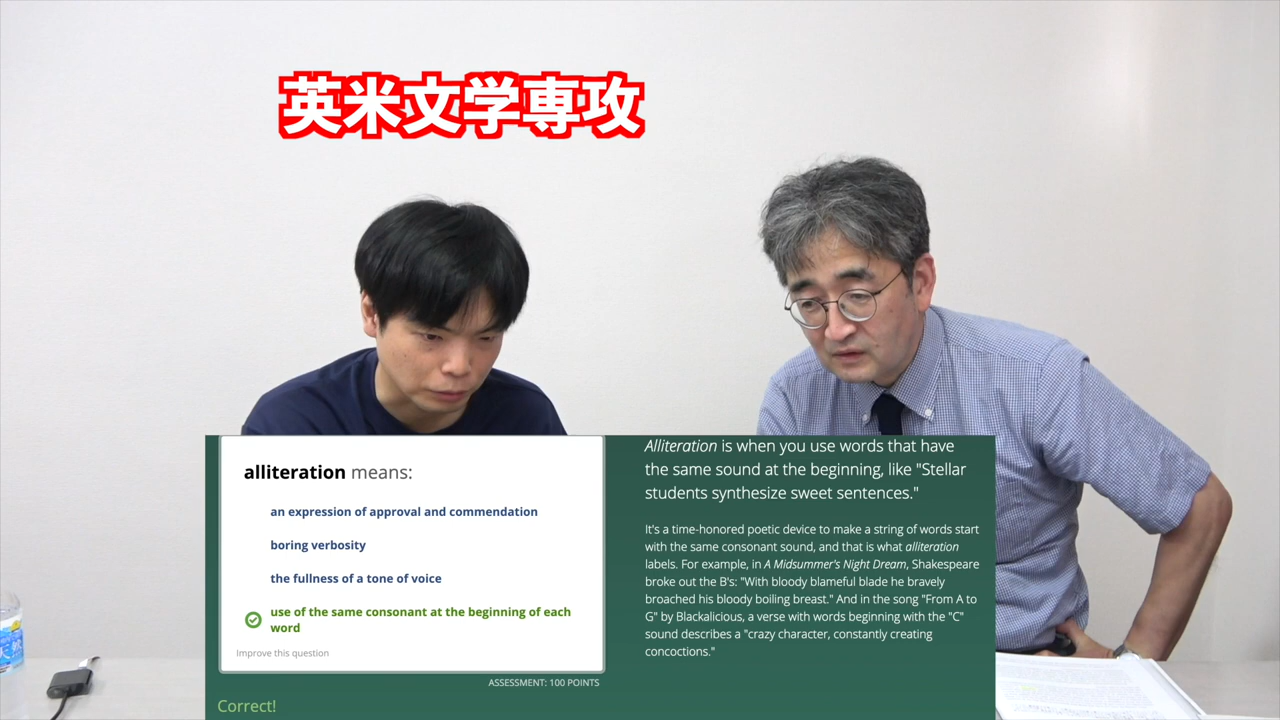 英米文学専攻
alliteration means:
an expression of approval and commendation
boring verbosity
the fullness of a tone of voice
use of the same consonant at the beginning of each
word
Improve this question
ASSESSMENT: 100 POINTS
Correct!
Alliteration is when you use words that have
the same sound at the beginning, like "Stellar
students synthesize sweet sentences."
It's a time-honored poetic device to make a string of words start
with the same consonant sound, and that is what alliteration
labels. For example, in A Midsummer's Night Dream, Shakespeare
broke out the B's: "With bloody blameful blade he bravely
broached his bloody boiling breast." And in the song "From A to
G" by Blackalicious, a verse with words beginning with the "C"
sound describes a "crazy character, constantly creating
concoctions."